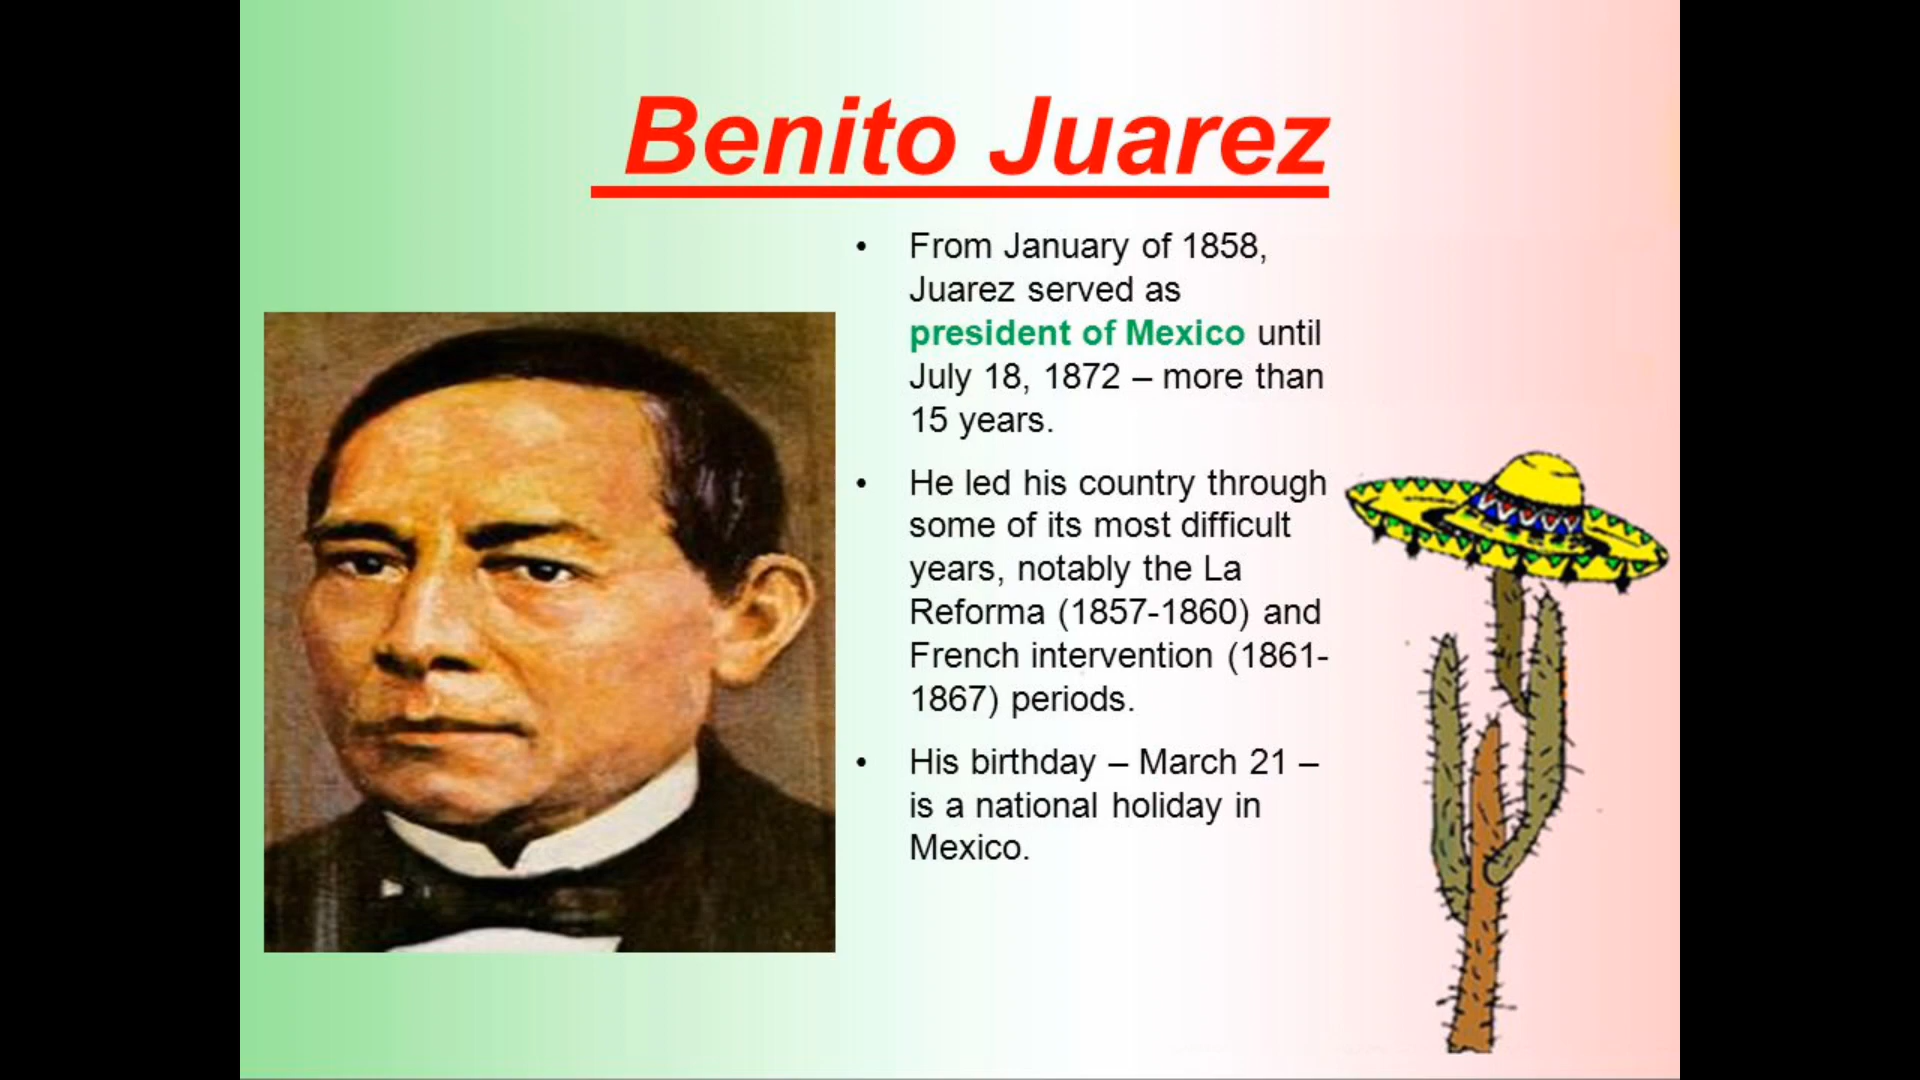 Benito Juarez
• From January of 1858,
Juarez served as
president of Mexico until
July 18, 1872 – more than
15 years.
• He led his country through
some of its most difficult
years, notably the La
Reforma (1857-1860) and
French intervention (1861-
1867) periods.
• His birthday – March 21 –
is a national holiday in
Mexico.